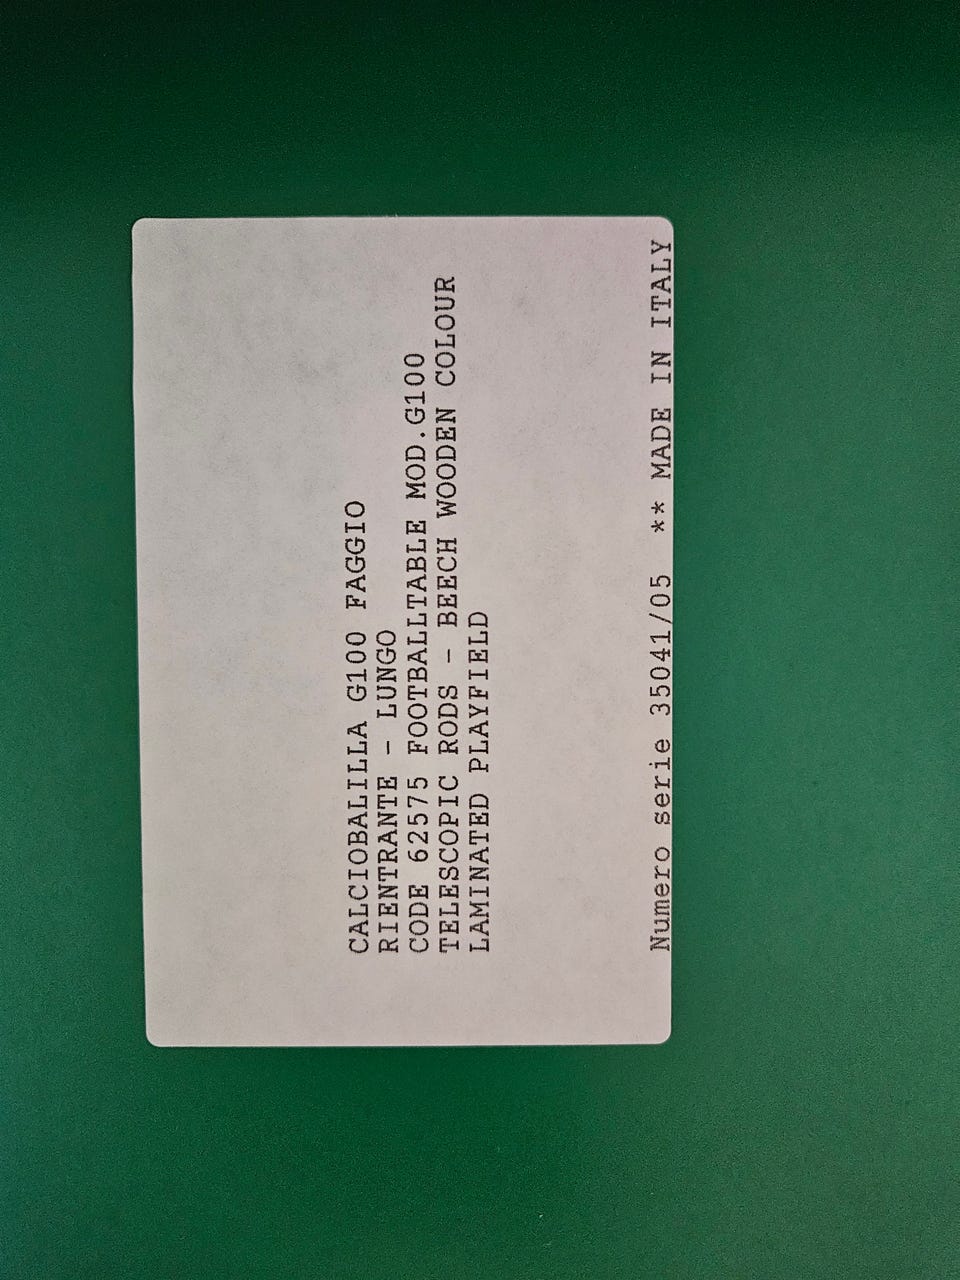 CALCIOBALILLA G100 FAGGIO
RIENTRANTE - LUNGO
CODE 62575 FOOTBALLTABLE MOD.G100
TELESCOPIC RODS - BEECH WOODEN COLOUR
LAMINATED PLAYFIELD
Numero serie 35041/05 ** MADE IN ITALY